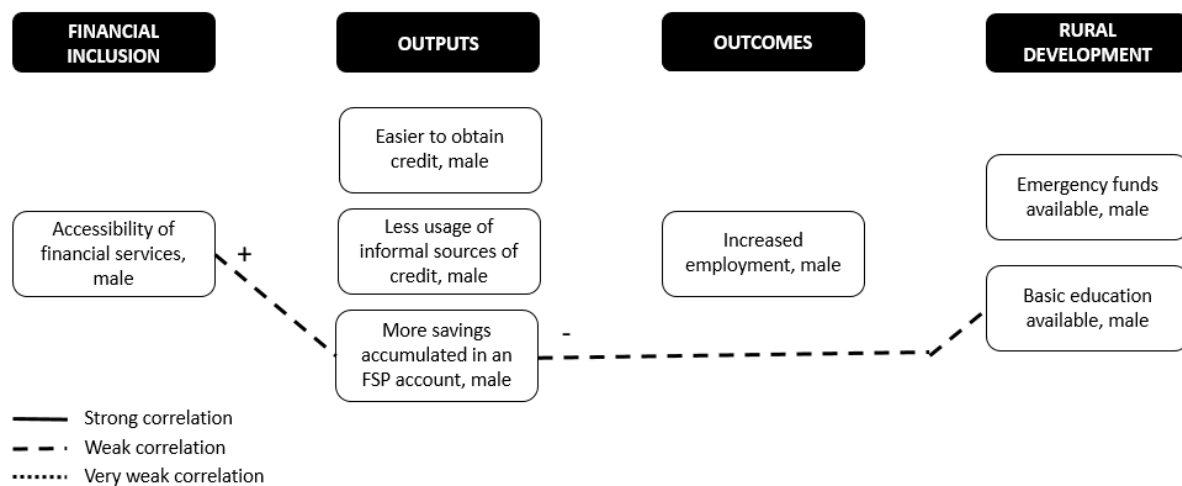 FINANCIAL
INCLUSION
OUTPUTS
OUTCOMES
RURAL
DEVELOPMENT
Easier to obtain
credit, male
Emergency funds
available, male
Accessibility of
financial services,
male
+
Less usage of
informal sources of
credit, male
Increased
employment, male
Basic education
available, male
More savings
accumulated in an
FSP account, male
-
Strong correlation
Weak correlation
Very weak correlation